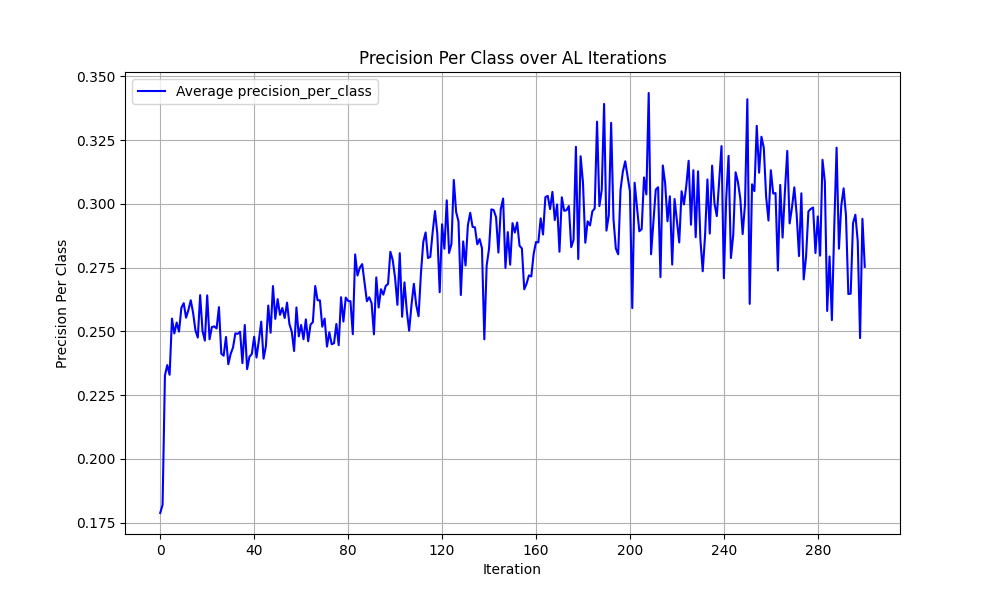 Precision Per Class over AL Iterations
Average precision_per_class
Precision Per Class
0.350
0.325
0.300
0.275
0.250
0.225
0.200
0.175
0 40 80 120 160 200 240 280
Iteration